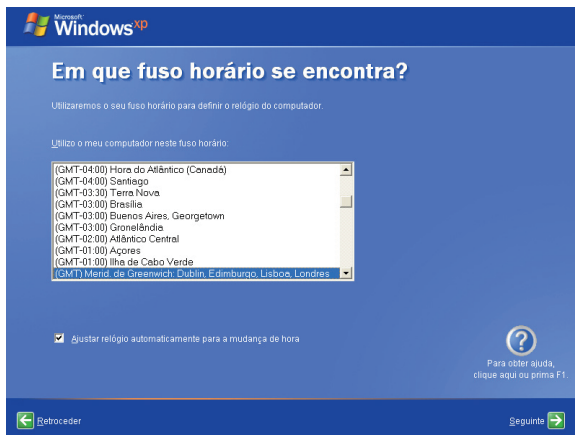 Microsoft®
Windows xp
Em que fuso horário se encontra?
Utilizaremos o seu fuso horário para definir o relógio do computador.
Utilizo o meu computador neste fuso horário:
(GMT-04:00) Hora do Atlântico (Canadá)
(GMT-04:00) Santiago
(GMT-03:30) Terra Nova
(GMT-03:00) Brasília
(GMT-03:00) Buenos Aires, Georgetown
(GMT-03:00) Gronelândia
(GMT-02:00) Atlântico Central
(GMT-01:00) Açores
(GMT-01:00) Ilha de Cabo Verde
(GMT) Merid. de Greenwich: Dublin, Edimburgo, Lisboa, Londres
Ajustar relógio automaticamente para a mudança de hora
?
Para obter ajuda,
clique aqui ou prima F1.
Retroceder
Seguinte